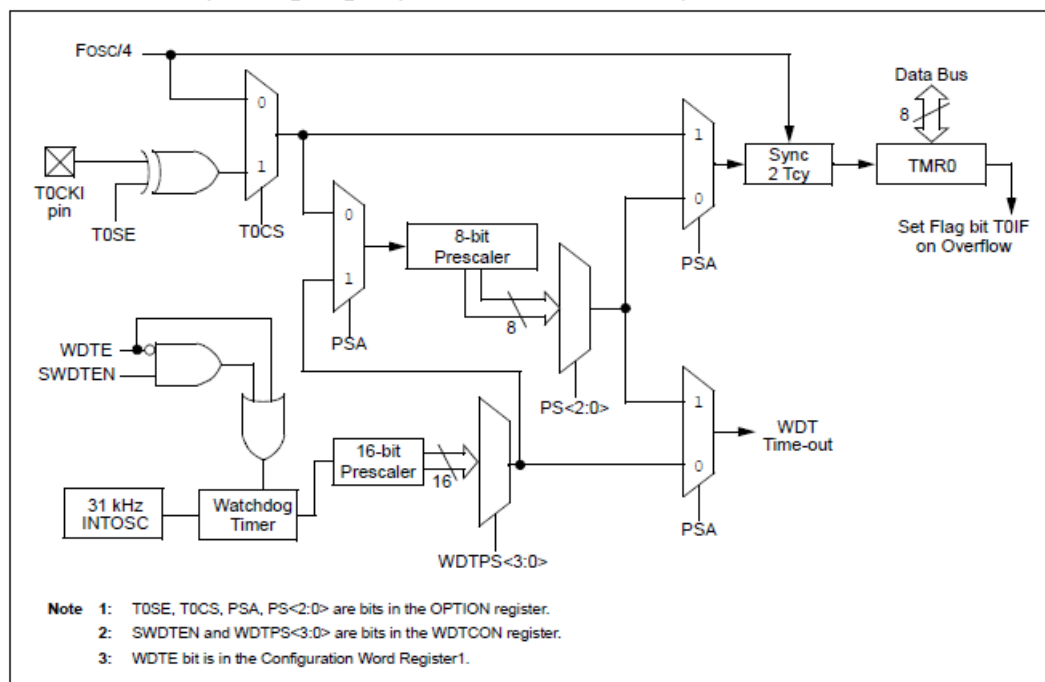 FOSC/4
Data Bus
8
0
1
1
0
T0CKI
pin
T0SE
T0CS
Sync
2 Tcy
TMR0
Set Flag bit T0IF
on Overflow
0
1
8-bit
Prescaler
8
PSA
PSA
WDTE
SWDTEN
PS<2:0>
1
0
WDT
Time-out
16-bit
Prescaler
16
31 kHz
INTOSC
Watchdog
Timer
PSA
WDTPS<3:0>
Note 1: T0SE, T0CS, PSA, PS<2:0> are bits in the OPTION register.
2: SWDTEN and WDTPS<3:0> are bits in the WDTCON register.
3: WDTE bit is in the Configuration Word Register1.